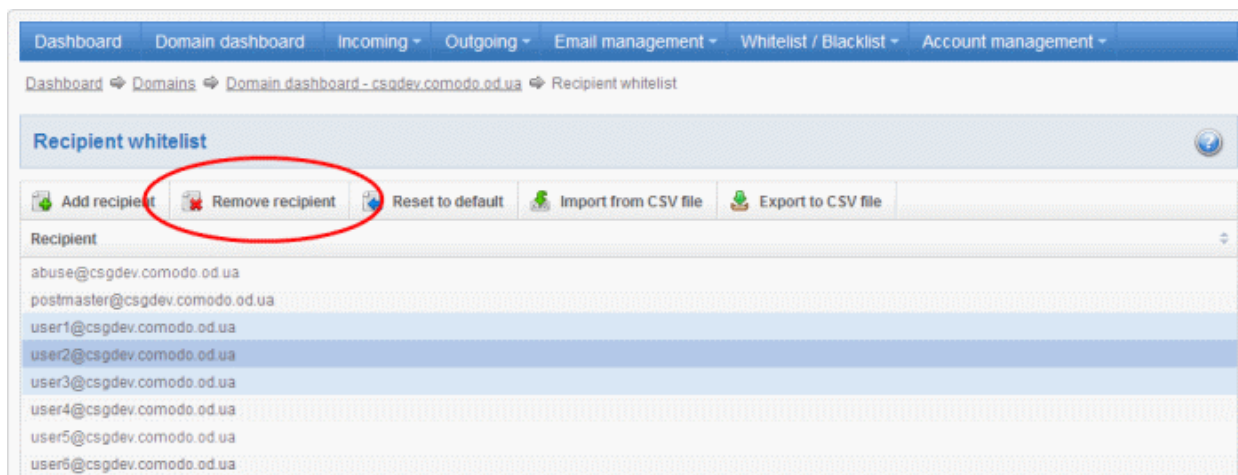 Dashboard Domain dashboard Incoming Outgoing Email management Whitelist / Blacklist Account management
Dashboard Domains Domain dashboard - csgdev.comodo.od.ua Recipient whitelist
Recipient whitelist
Add recipient Remove recipient Reset to default Import from CSV file Export to CSV file
Recipient
abuse@csgdev.comodo.od.ua
postmaster@csgdev.comodo.od.ua
user1@csgdev.comodo.od.ua
user2@csgdev.comodo.od.ua
user3@csgdev.comodo.od.ua
user4@csgdev.comodo.od.ua
user5@csgdev.comodo.od.ua
user6@csgdev.comodo.od.ua